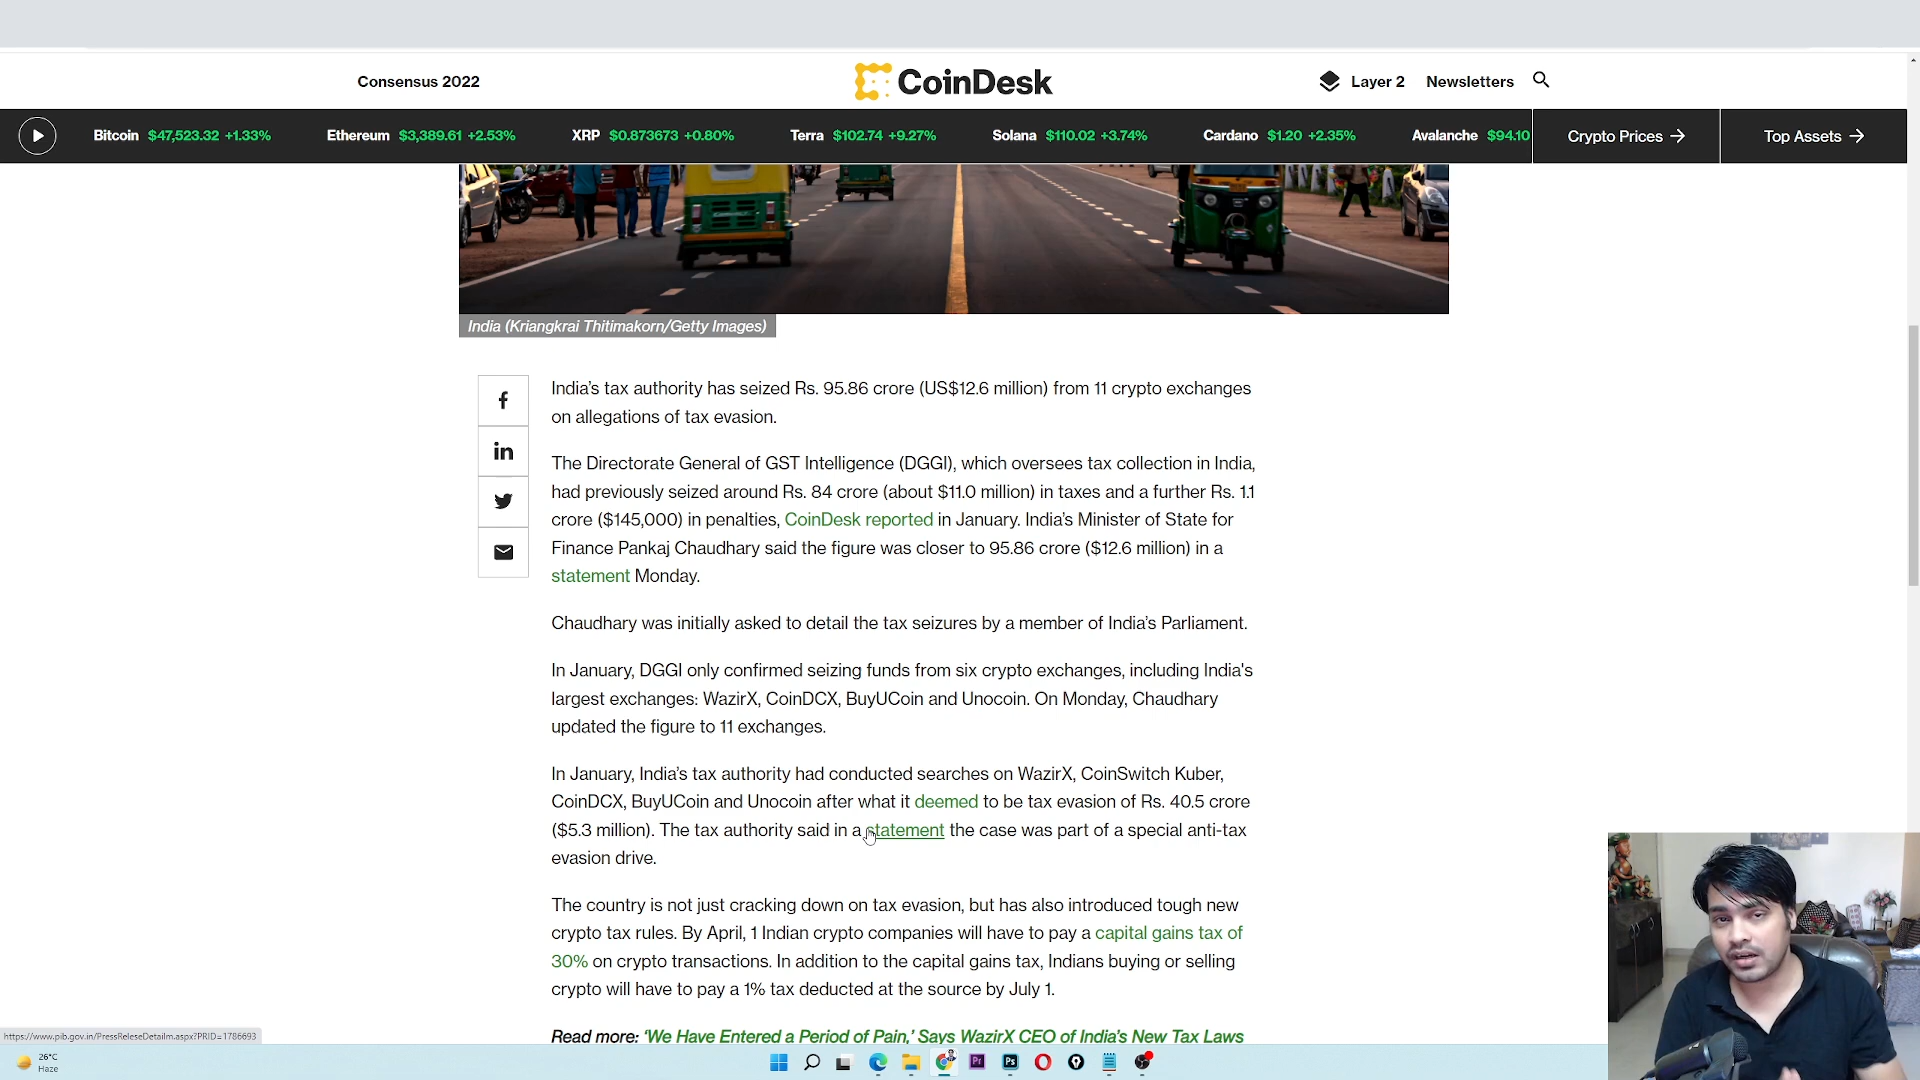 Consensus 2022
CoinDesk
Layer 2
Newsletters
Bitcoin $47,523.32 +1.33%
Ethereum $3,389.61 +2.53%
XRP $0.873673 +0.80%
Terra $102.74 +9.27%
Solana $110.02 +3.74%
Cardano $1.20 +2.35%
Avalanche $94.10
Crypto Prices →
Top Assets →
India (Kriangkrai Thitimakorn/Getty Images)
India’s tax authority has seized Rs. 95.86 crore (US$12.6 million) from 11 crypto exchanges
on allegations of tax evasion.
The Directorate General of GST Intelligence (DGGI), which oversees tax collection in India,
had previously seized around Rs. 84 crore (about $11.0 million) in taxes and a further Rs. 1.1
crore ($145,000) in penalties, CoinDesk reported in January. India’s Minister of State for
Finance Pankaj Chaudhary said the figure was closer to 95.86 crore ($12.6 million) in a
statement Monday.
Chaudhary was initially asked to detail the tax seizures by a member of India’s Parliament.
In January, DGGI only confirmed seizing funds from six crypto exchanges, including India's
largest exchanges: WazirX, CoinDCX, BuyUCoin and Unocoin. On Monday, Chaudhary
updated the figure to 11 exchanges.
In January, India’s tax authority had conducted searches on WazirX, CoinSwitch Kuber,
CoinDCX, BuyUCoin and Unocoin after what it deemed to be tax evasion of Rs. 40.5 crore
($5.3 million). The tax authority said in a statement the case was part of a special anti-tax
evasion drive.
The country is not just cracking down on tax evasion, but has also introduced tough new
crypto tax rules. By April, 1 Indian crypto companies will have to pay a capital gains tax of
30% on crypto transactions. In addition to the capital gains tax, Indians buying or selling
crypto will have to pay a 1% tax deducted at the source by July 1.
Read more: ‘We Have Entered a Period of Pain,’ Says WazirX CEO of India’s New Tax Laws
https://www.pib.gov.in/PressReleseDetailm.aspx?PRID=1786693
26°C
Haze
Pr
Ps